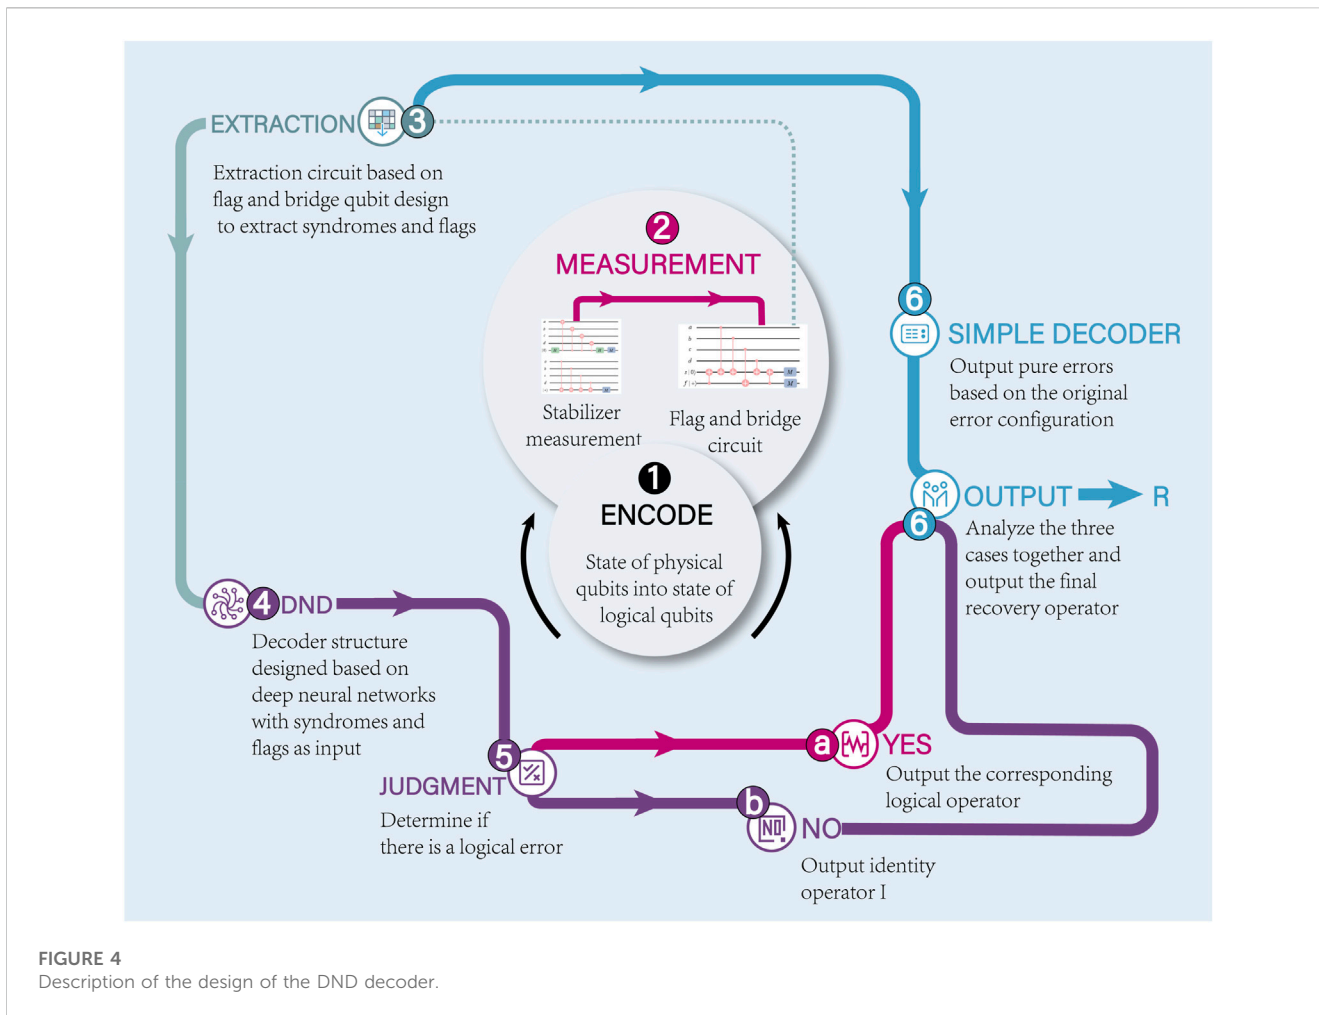 3
EXTRACTION
Extraction circuit based on
flag and bridge qubit design
to extract syndromes and flags
2
MEASUREMENT
Stabilizer
measurement
Flag and bridge
circuit
1
ENCODE
State of physical
qubits into state of
logical qubits
6
SIMPLE DECODER
Output pure errors
based on the original
error configuration
OUTPUT R
6
Analyze the three
cases together and
output the final
recovery operator
4
DND
Decoder structure
designed based on
deep neural networks
with syndromes and
flags as input
5
JUDGMENT
Determine if
there is a logical error
a
YES
Output the corresponding
logical operator
b
NO!
NO
Output identity
operator I
FIGURE 4
Description of the design of the DND decoder.